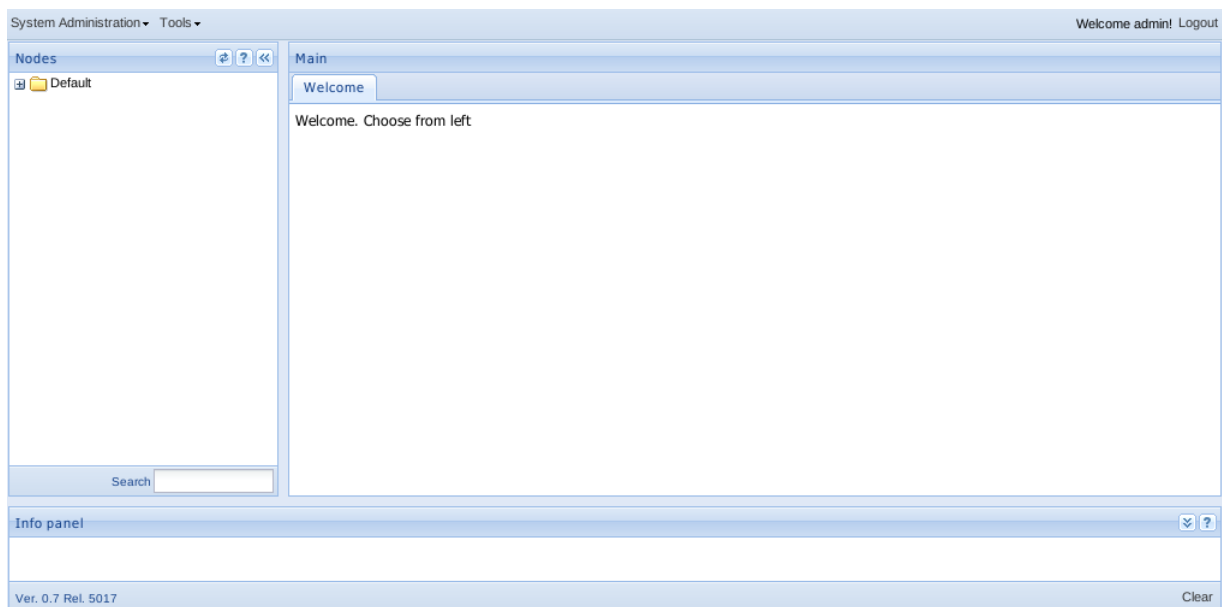 System Administration Tools Welcome admin! Logout
Nodes ? Main
Default
Welcome
Welcome. Choose from left
Search
Info panel ?
Ver. 0.7 Rel. 5017 Clear